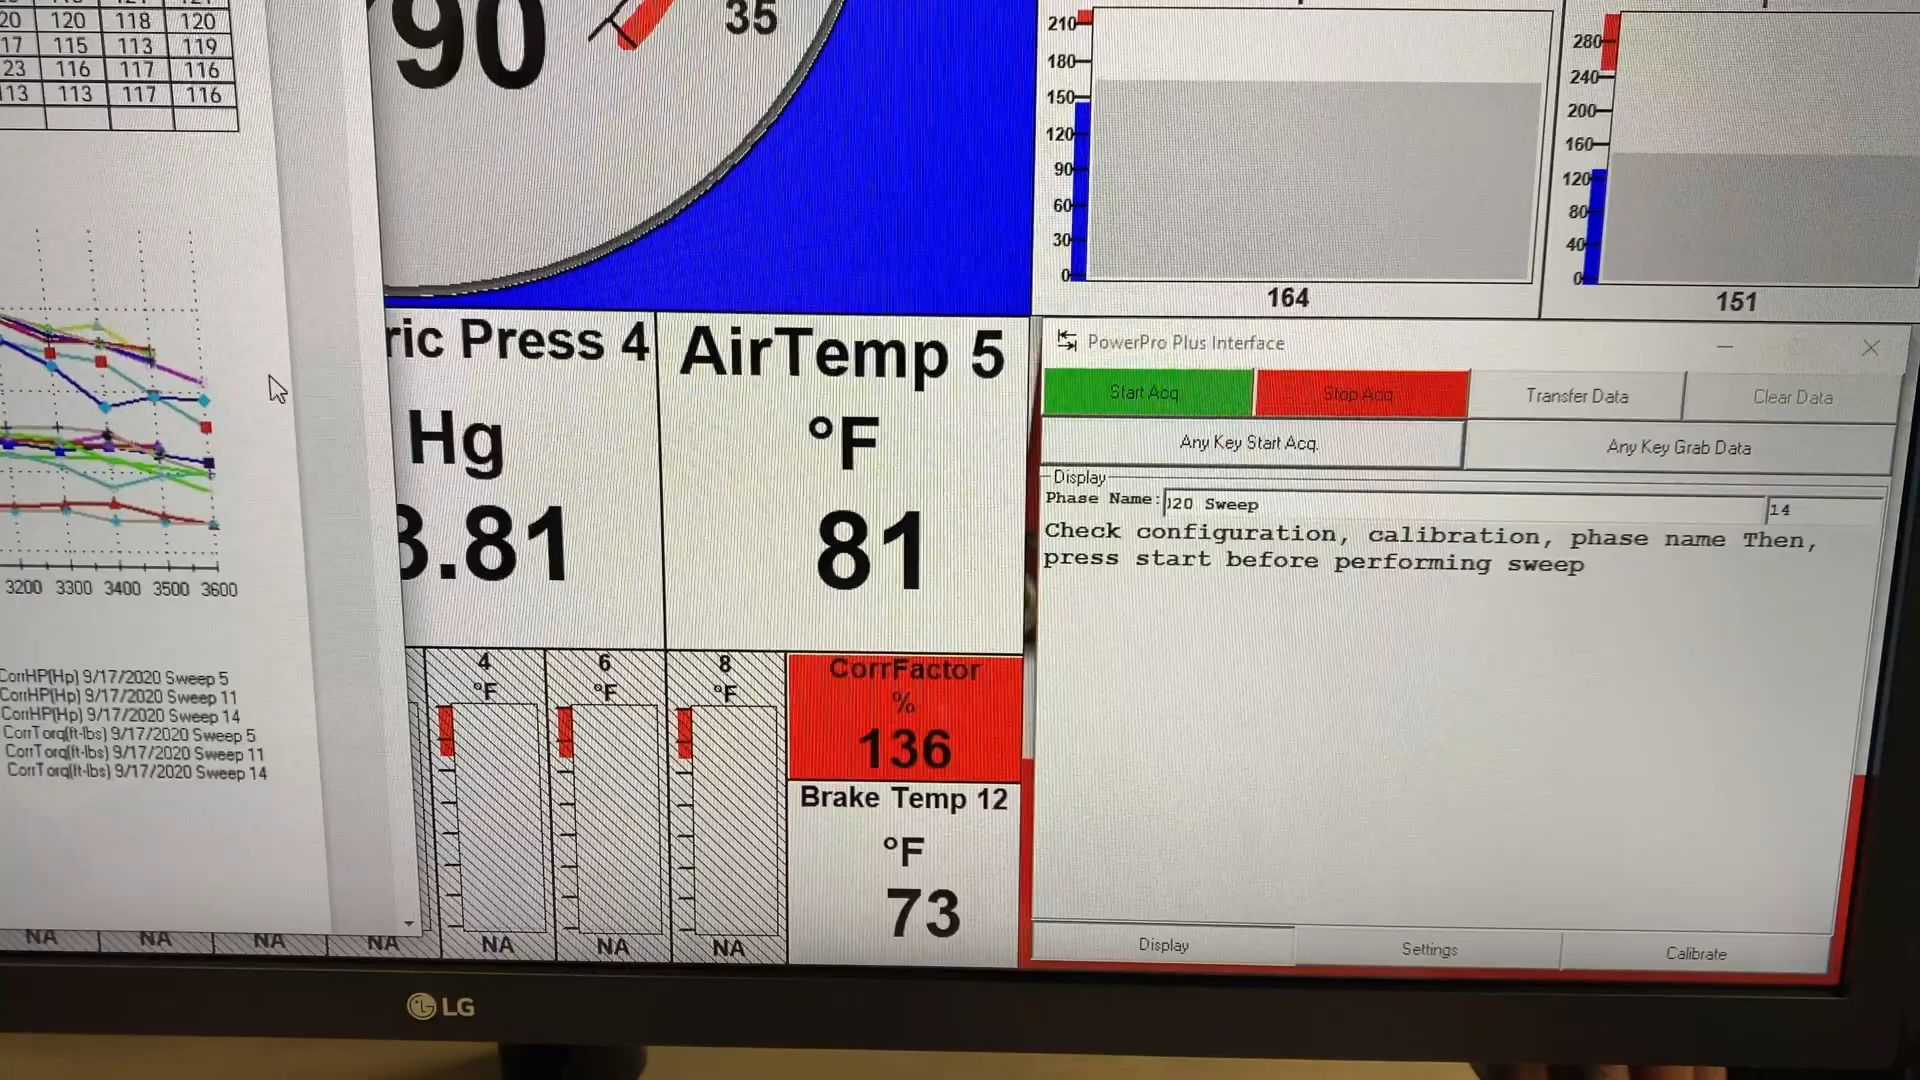 20 120 118 120
17 115 113 119
23 116 117 116
13 113 117 116
3200 3300 3400 3500 3600
CorrHP(Hp) 9/17/2020 Sweep 5
CorrHP(Hp) 9/17/2020 Sweep 11
CorrHP(Hp) 9/17/2020 Sweep 14
CorrTorq(ft-lbs) 9/17/2020 Sweep 5
CorrTorq(ft-lbs) 9/17/2020 Sweep 11
CorrTorq(ft-lbs) 9/17/2020 Sweep 14
90
35
ric Press 4
Hg
3.81
AirTemp 5
°F
81
4
°F
6
°F
8
°F
NA NA NA NA NA NA NA
CorrFactor
%
136
Brake Temp 12
°F
73
210
180
150
120
90
60
30
0
164
280
240
200
160
120
80
40
0
151
PowerPro Plus Interface
Start Acq
Stop Acq
Transfer Data
Clear Data
Any Key Start Acq.
Any Key Grab Data
Display
Phase Name: 020 Sweep 14
Check configuration, calibration, phase name Then,
press start before performing sweep
Display
Settings
Calibrate
LG